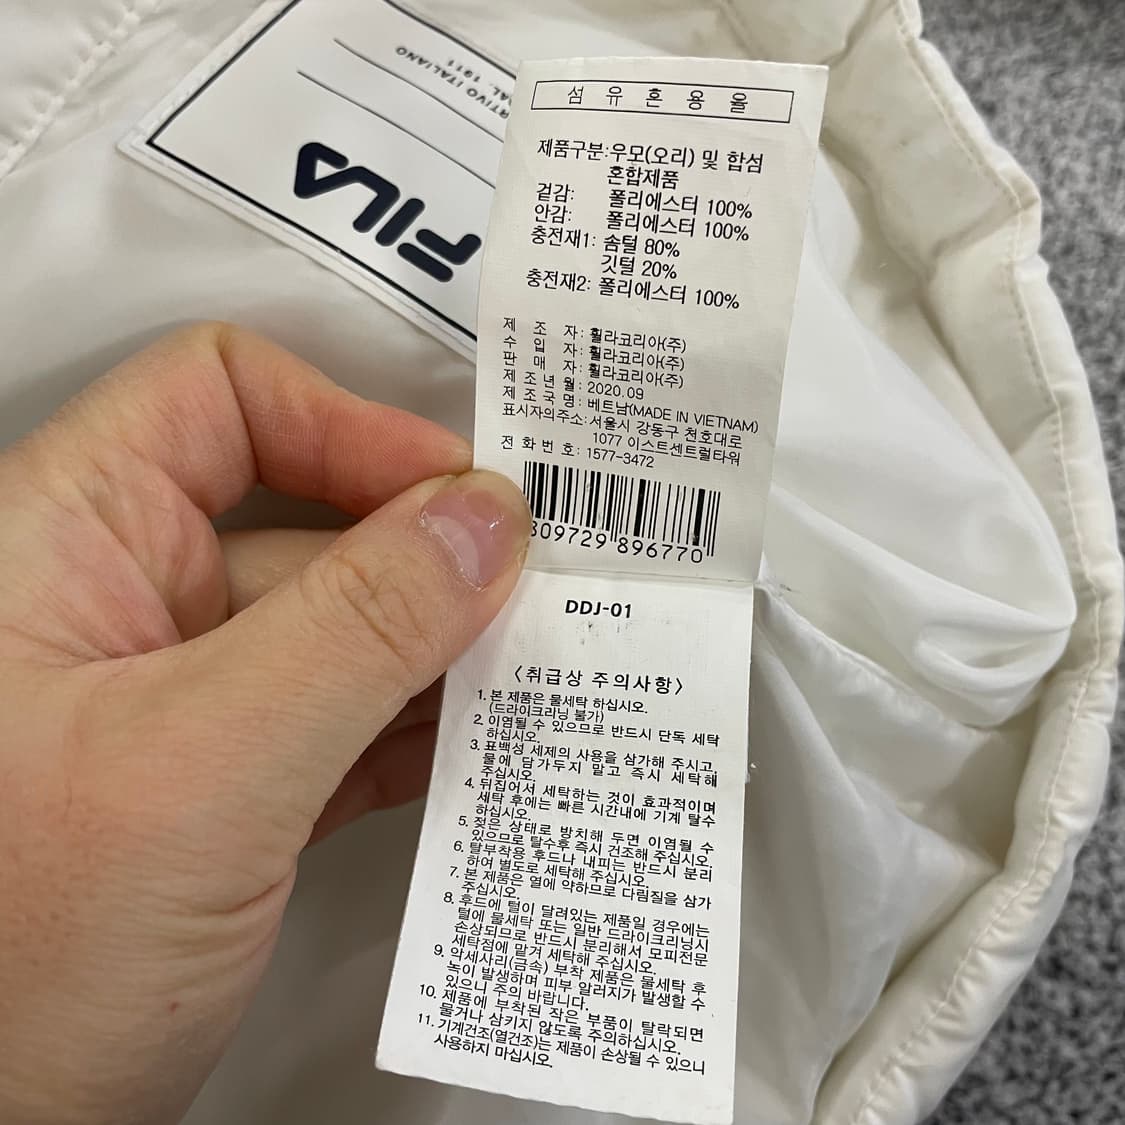 FILA
섬유혼용율
제품구분:우모(오리) 및 합섬
혼합제품
겉감: 폴리에스터 100%
안감: 폴리에스터 100%
충전재1: 솜털 80%
깃털 20%
충전재2: 폴리에스터 100%
제 조 자: 휠라코리아(주)
수 입 자: 휠라코리아(주)
판 매 자: 휠라코리아(주)
제조년월: 2020.09
제조국명: 베트남(MADE IN VIETNAM)
표시자의주소: 서울시 강동구 천호대로
1077 이스트센트럴타워
전화번호: 1577-3472
809729 896770
DDJ-01
<취급상 주의사항>
1. 본 제품은 물세탁 하십시오.
(드라이크리닝 불가)
2. 이염될 수 있으므로 반드시 단독 세탁
하십시오.
3. 표백성 세제의 사용을 삼가해 주시고,
물에 담가두지 말고 즉시 세탁해
주십시오.
4. 뒤집어서 세탁하는 것이 효과적이며
세탁 후에는 빠른 시간내에 기계 탈수
하십시오.
5. 젖은 상태로 방치해 두면 이염될 수
있으므로 탈수후 즉시 건조해 주십시오.
6. 탈부착용 후드나 내피는 반드시 분리
하여 별도로 세탁해 주십시오.
7. 본 제품은 열에 약하므로 다림질을 삼가
주십시오.
8. 후드에 털이 달려있는 제품일 경우에는
털에 물세탁 또는 일반 드라이크리닝시
손상되므로 반드시 분리해서 모피전문
세탁점에 맡겨 세탁해 주십시오.
9. 악세사리(금속) 부착 제품은 물세탁 후
녹이 발생하며 피부 알러지가 발생할 수
있으니 주의 바랍니다.
10. 제품에 부착된 작은 부품이 탈락되면
물거나 삼키지 않도록 주의하십시오.
11. 기계건조(열건조)는 제품이 손상될 수 있으니
사용하지 마십시오.
ITALIANO
1911